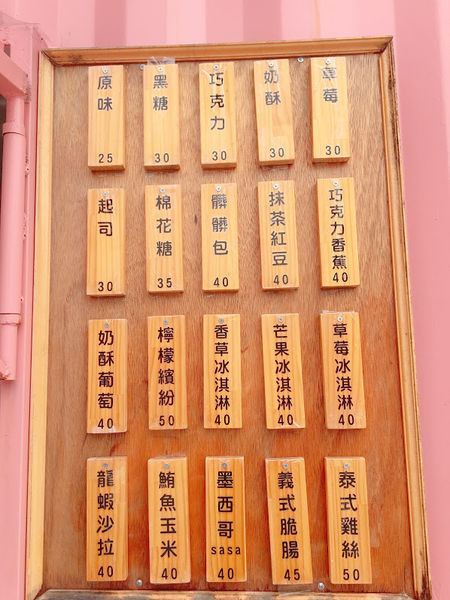 原味
25
黑糖
30
巧克力
30
奶酥
30
草莓
30
起司
30
棉花糖
35
髒髒包
40
抹茶紅豆
40
巧克力香蕉
40
奶酥葡萄
40
檸檬繽紛
50
香草冰淇淋
40
芒果冰淇淋
40
草莓冰淇淋
40
龍蝦沙拉
40
鮪魚玉米
40
墨西哥
sasa
40
義式脆腸
45
泰式雞絲
50